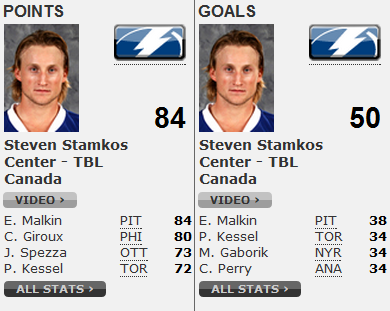 POINTS
84
Steven Stamkos
Center - TBL
Canada
VIDEO ›
E. Malkin PIT 84
C. Giroux PHI 80
J. Spezza OTT 73
P. Kessel TOR 72
ALL STATS ›
GOALS
50
Steven Stamkos
Center - TBL
Canada
VIDEO ›
E. Malkin PIT 38
P. Kessel TOR 34
M. Gaborik NYR 34
C. Perry ANA 34
ALL STATS ›